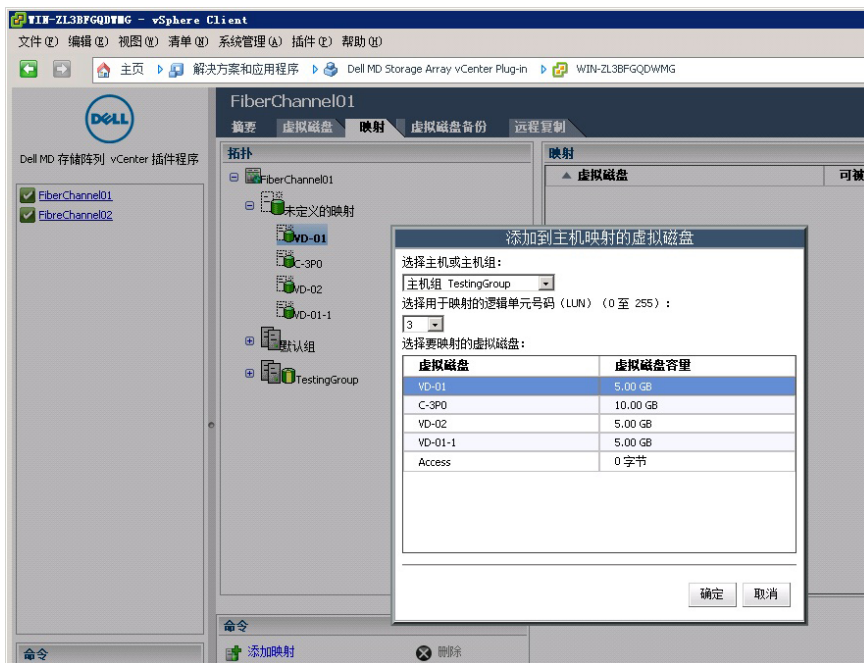 WIN-ZL3BFGQDWMG - vSphere Client
文件(F) 编辑(E) 视图(V) 清单(N) 系统管理(A) 插件(P) 帮助(H)
主页 解决方案和应用程序 Dell MD Storage Array vCenter Plug-in WIN-ZL3BFGQDWMG
DELL
Dell MD 存储阵列 vCenter 插件程序
FiberChannel01
FibreChannel02
FiberChannel01
摘要 虚拟磁盘 映射 虚拟磁盘备份 远程复制
拓扑
FiberChannel01
未定义的映射
VD-01
C-3PO
VD-02
VD-01-1
默认组
TestingGroup
映射
虚拟磁盘 可被
添加到主机映射的虚拟磁盘
选择主机或主机组:
主机组 TestingGroup
选择用于映射的逻辑单元号码 (LUN) (0 至 255):
3
选择要映射的虚拟磁盘:
虚拟磁盘 虚拟磁盘容量
VD-01 5.00 GB
C-3PO 10.00 GB
VD-02 5.00 GB
VD-01-1 5.00 GB
Access 0 字节
确定 取消
命令
命令
添加映射 删除